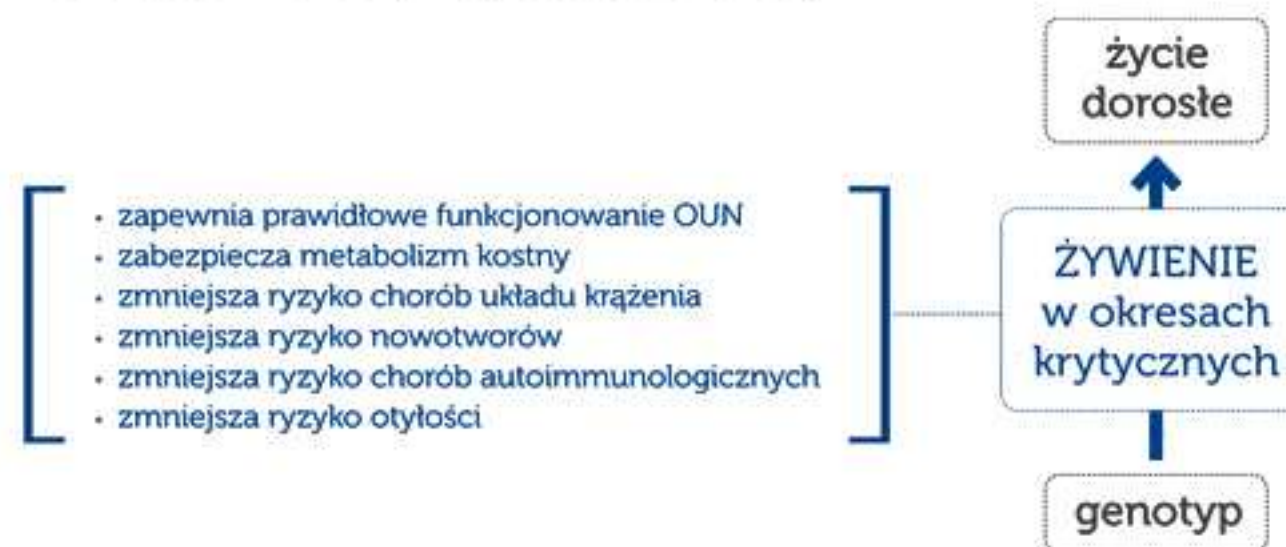 życie
dorosłe
• zapewnia prawidłowe funkcjonowanie OUN
• zabezpiecza metabolizm kostny
• zmniejsza ryzyko chorób układu krążenia
• zmniejsza ryzyko nowotworów
• zmniejsza ryzyko chorób autoimmunologicznych
• zmniejsza ryzyko otyłości
ŻYWIENIE
w okresach
krytycznych
genotyp